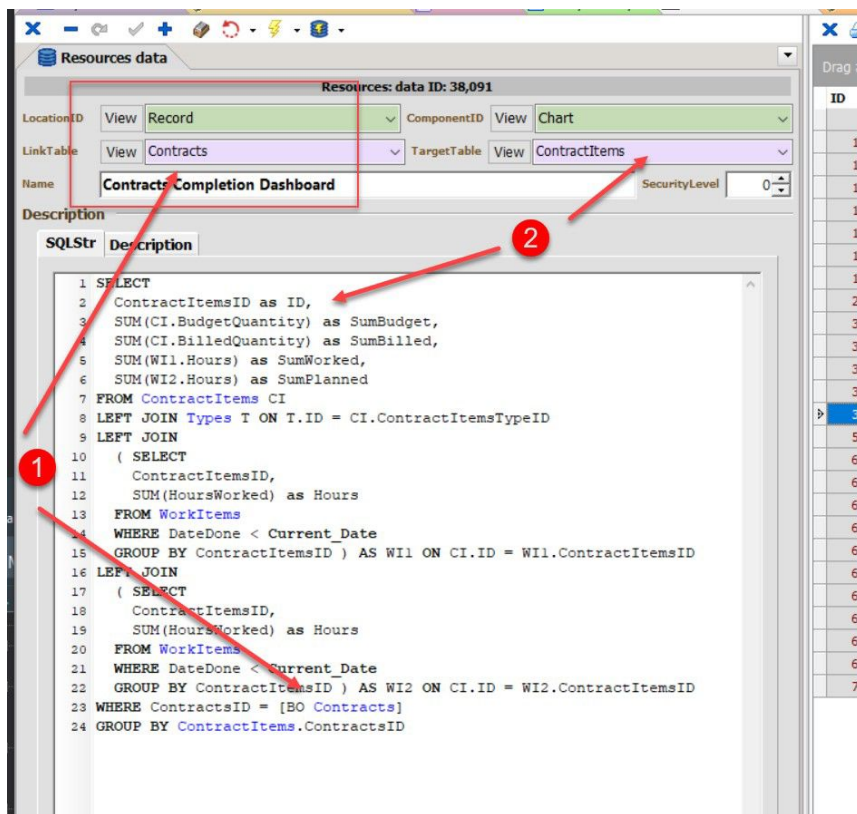 Resources data
Resources: data ID: 38,091
LocationID View Record ComponentID View Chart
LinkTable View Contracts TargetTable View ContractItems
Name Contracts Completion Dashboard SecurityLevel 0
Description
SQLStr Description
1 SELECT
2 ContractItemsID as ID,
3 SUM(CI.BudgetQuantity) as SumBudget,
4 SUM(CI.BilledQuantity) as SumBilled,
5 SUM(WI1.Hours) as SumWorked,
6 SUM(WI2.Hours) as SumPlanned
7 FROM ContractItems CI
8 LEFT JOIN Types T ON T.ID = CI.ContractItemsTypeID
9 LEFT JOIN
10 ( SELECT
11 ContractItemsID,
12 SUM(HoursWorked) as Hours
13 FROM WorkItems
14 WHERE DateDone < Current_Date
15 GROUP BY ContractItemsID ) AS WI1 ON CI.ID = WI1.ContractItemsID
16 LEFT JOIN
17 ( SELECT
18 ContractItemsID,
19 SUM(HoursWorked) as Hours
20 FROM WorkItems
21 WHERE DateDone < Current_Date
22 GROUP BY ContractItemsID ) AS WI2 ON CI.ID = WI2.ContractItemsID
23 WHERE ContractsID = [BO Contracts]
24 GROUP BY ContractItems.ContractsID
1
2
Drag
ID